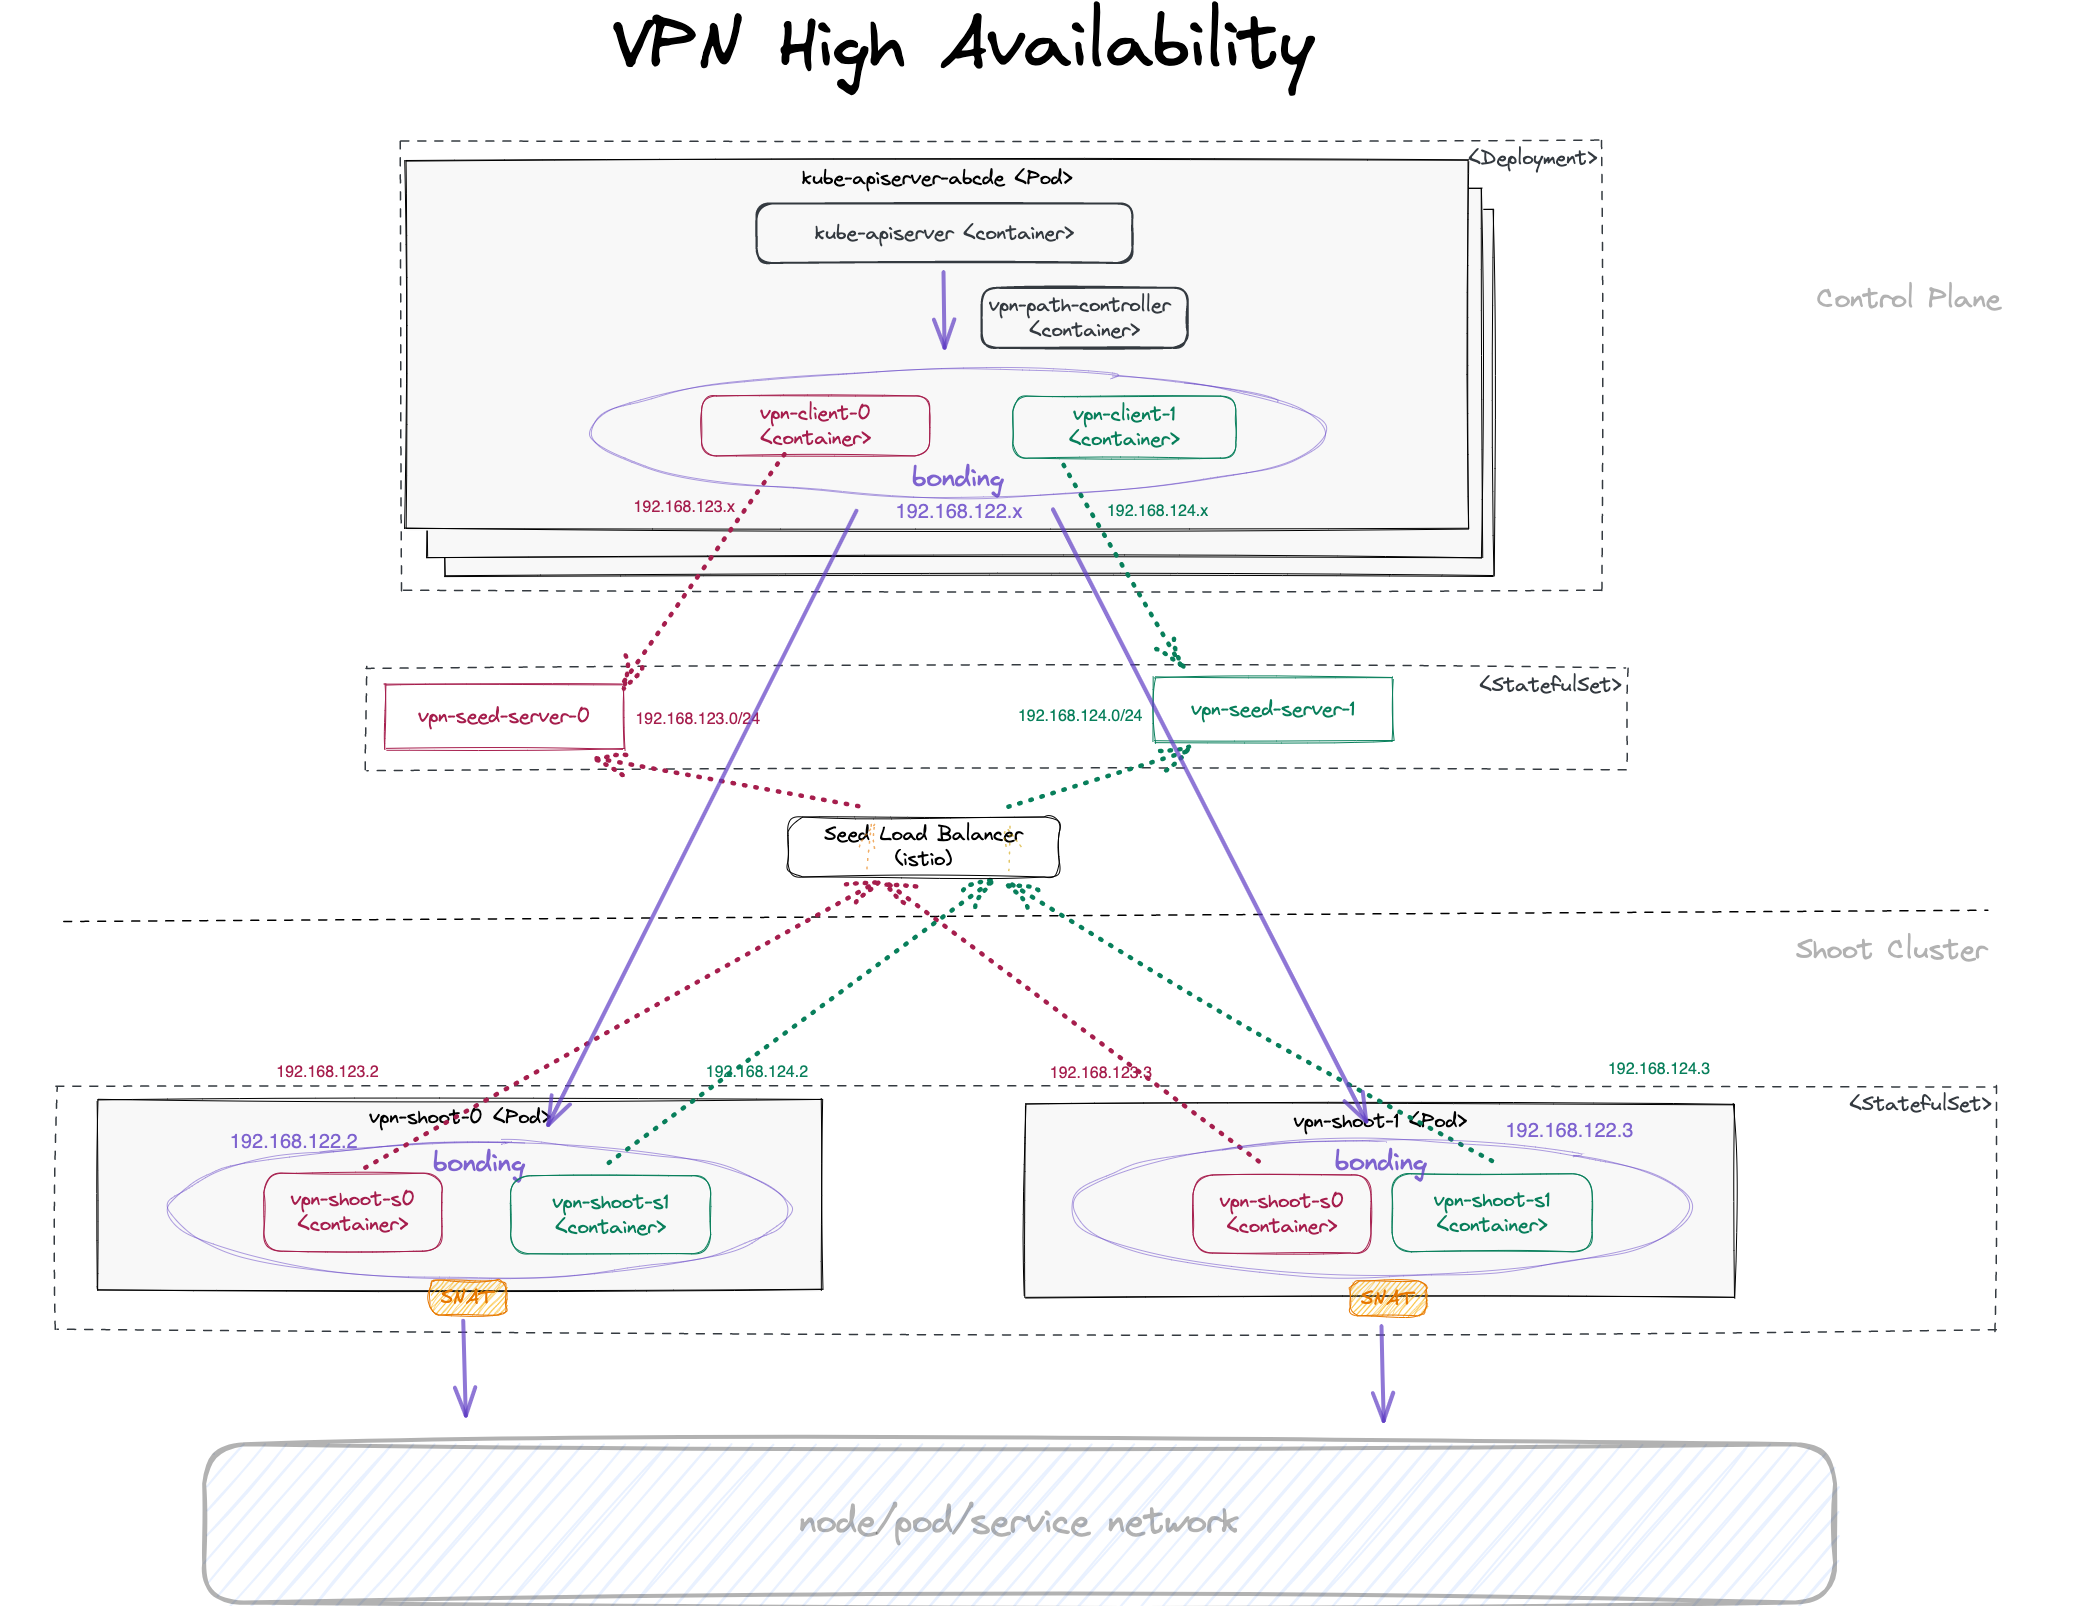 VPN High Availability
<Deployment>
kube-apiserver-abcde <Pod>
kube-apiserver <container>
vpn-path-controller
<container>
Control Plane
vpn-client-0
<container>
vpn-client-1
<container>
bonding
192.168.123.x
192.168.122.x
192.168.124.x
<StatefulSet>
vpn-seed-server-0
192.168.123.0/24
192.168.124.0/24
vpn-seed-server-1
Seed Load Balancer
(istio)
Shoot Cluster
192.168.123.2
192.168.124.2
192.168.123.3
192.168.124.3
<StatefulSet>
vpn-shoot-0 <Pod>
192.168.122.2
bonding
vpn-shoot-s0
<container>
vpn-shoot-s1
<container>
SNAT
vpn-shoot-1 <Pod>
192.168.122.3
bonding
vpn-shoot-s0
<container>
vpn-shoot-s1
<container>
SNAT
node/pod/service network